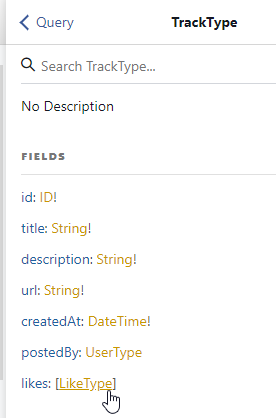 Query
TrackType
Search TrackType...
No Description
FIELDS
id: ID!
title: String!
description: String!
url: String!
createdAt: DateTime!
postedBy: UserType
likes: [LikeType]